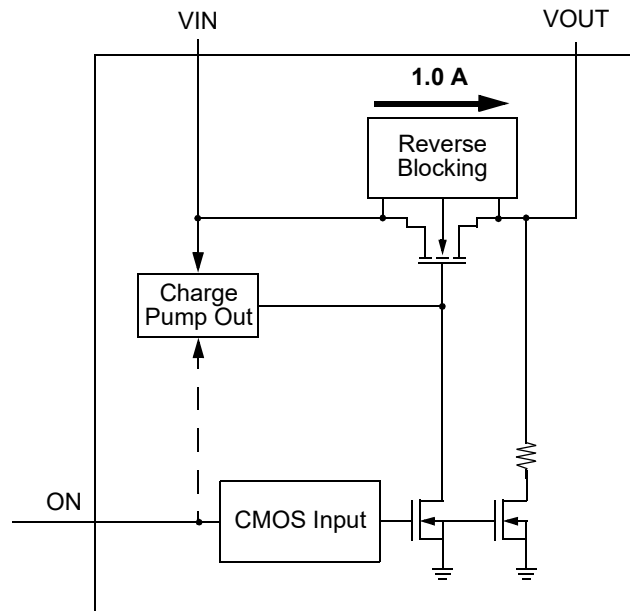 VIN
VOUT
1.0 A
Reverse
Blocking
Charge
Pump Out
ON
CMOS Input